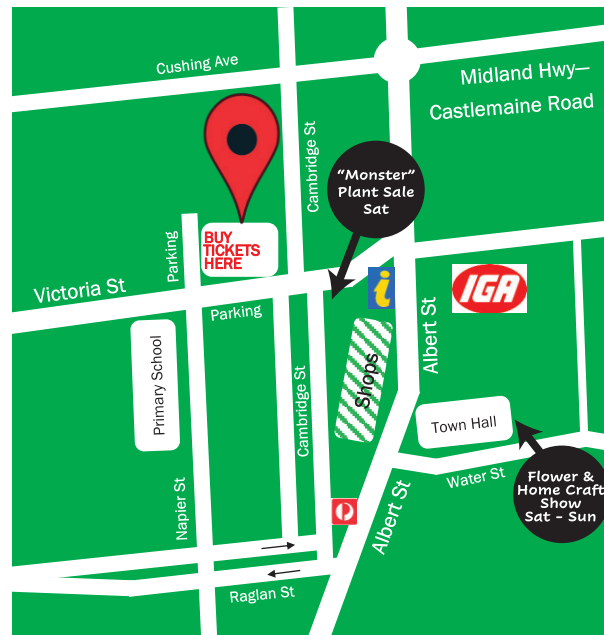 Cushing Ave
Midland Hwy—
Castlemaine Road
Cambridge St
“Monster”
Plant Sale
Sat
BUY
TICKETS
HERE
Parking
Victoria St
Parking
i
IGA
Albert St
Primary School
Shops
Cambridge St
Town Hall
Water St
Flower &
Home Craft
Show
Sat - Sun
Napier St
Albert St
Raglan St